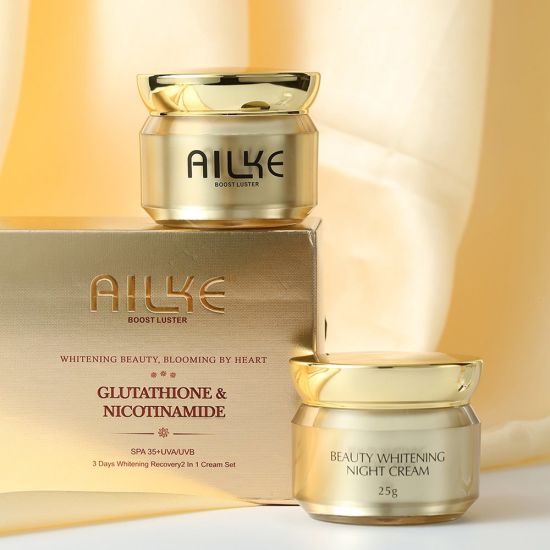 AILKE
BOOST LUSTER
AILKE®
BOOST LUSTER
WHITENING BEAUTY, BLOOMING BY HEART
GLUTATHIONE &
NICOTINAMIDE
SPA 35+UVA/UVB
3 Days Whitening Recovery2 In 1 Cream Set
BEAUTY WHITENING
NIGHT CREAM
25g